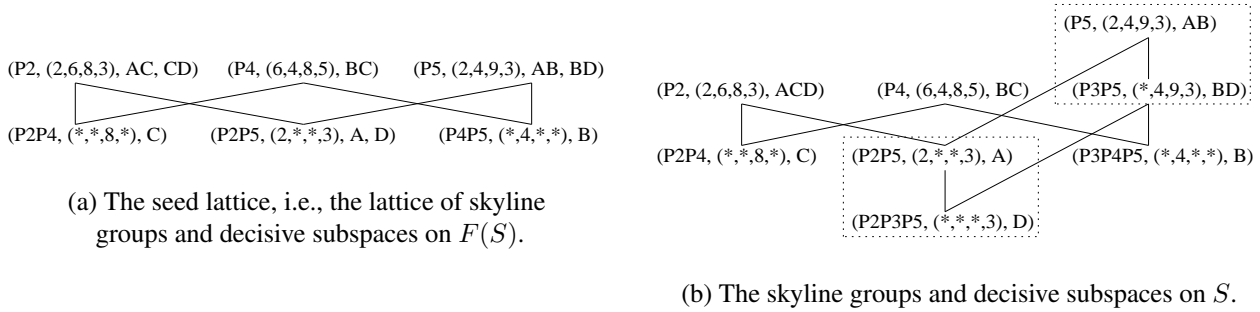 (P2, (2,6,8,3), AC, CD) (P4, (6,4,8,5), BC) (P5, (2,4,9,3), AB, BD)
(P2P4, (*,*,8,*), C) (P2P5, (2,*,*,3), A, D) (P4P5, (*,4,*,*), B)
(a) The seed lattice, i.e., the lattice of skyline
groups and decisive subspaces on F(S).
(P5, (2,4,9,3), AB)
(P2, (2,6,8,3), ACD) (P4, (6,4,8,5), BC) (P3P5, (*,4,9,3), BD)
(P2P4, (*,*,8,*), C) (P2P5, (2,*,*,3), A) (P3P4P5, (*,4,*,*), B)
(P2P3P5, (*,*,*,3), D)
(b) The skyline groups and decisive subspaces on S.